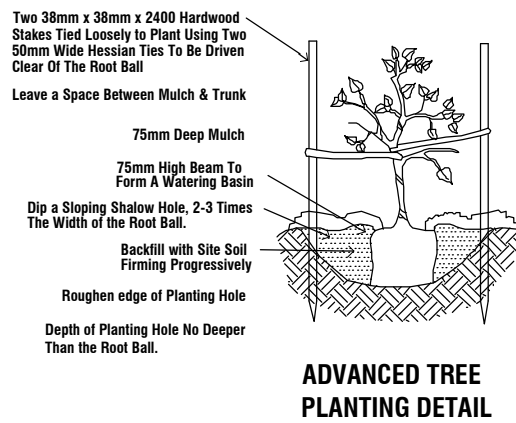 Two 38mm x 38mm x 2400 Hardwood
Stakes Tied Loosely to Plant Using Two
50mm Wide Hessian Ties To Be Driven
Clear Of The Root Ball
Leave a Space Between Mulch & Trunk
75mm Deep Mulch
75mm High Beam To
Form A Watering Basin
Dip a Sloping Shalow Hole, 2-3 Times
The Width of the Root Ball.
Backfill with Site Soil
Firming Progressively
Roughen edge of Planting Hole
Depth of Planting Hole No Deeper
Than the Root Ball.
ADVANCED TREE
PLANTING DETAIL